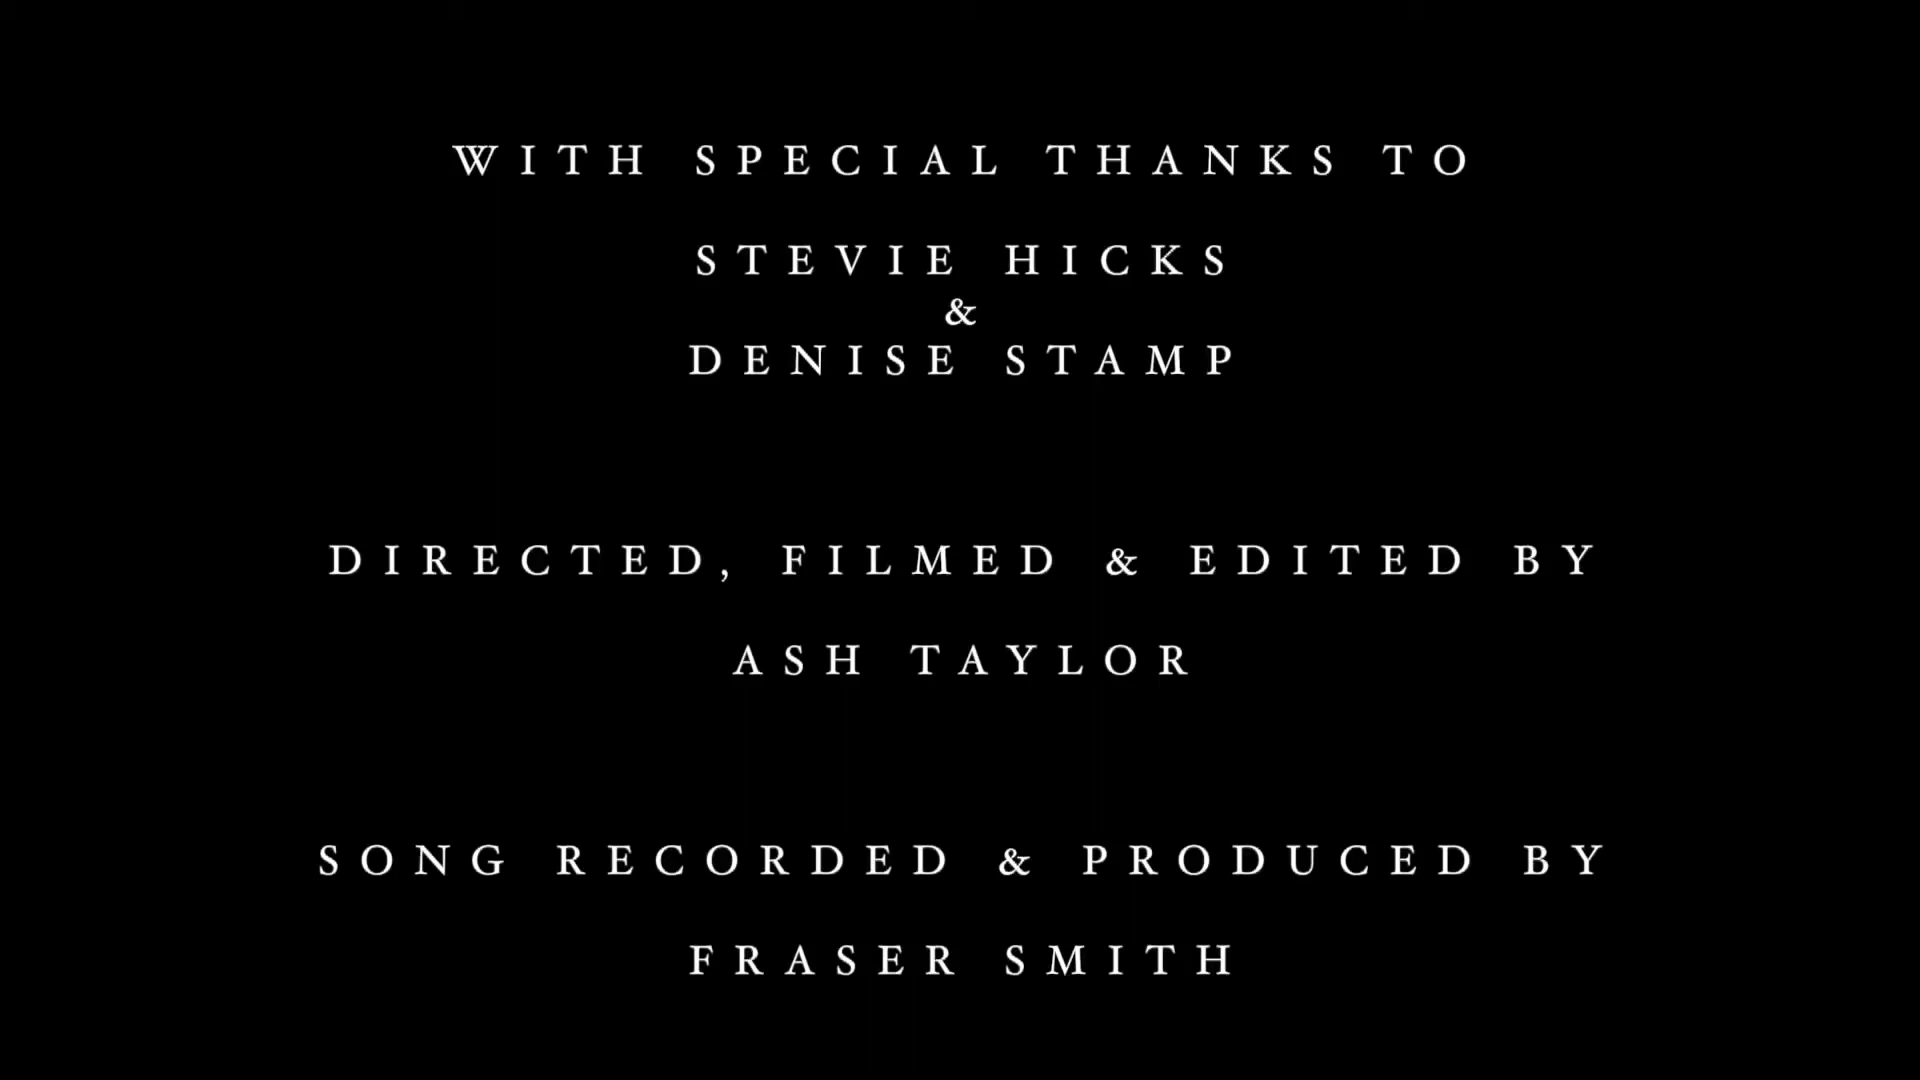 WITH SPECIAL THANKS TO
STEVIE HICKS
&
DENISE STAMP
DIRECTED, FILMED & EDITED BY
ASH TAYLOR
SONG RECORDED & PRODUCED BY
FRASER SMITH